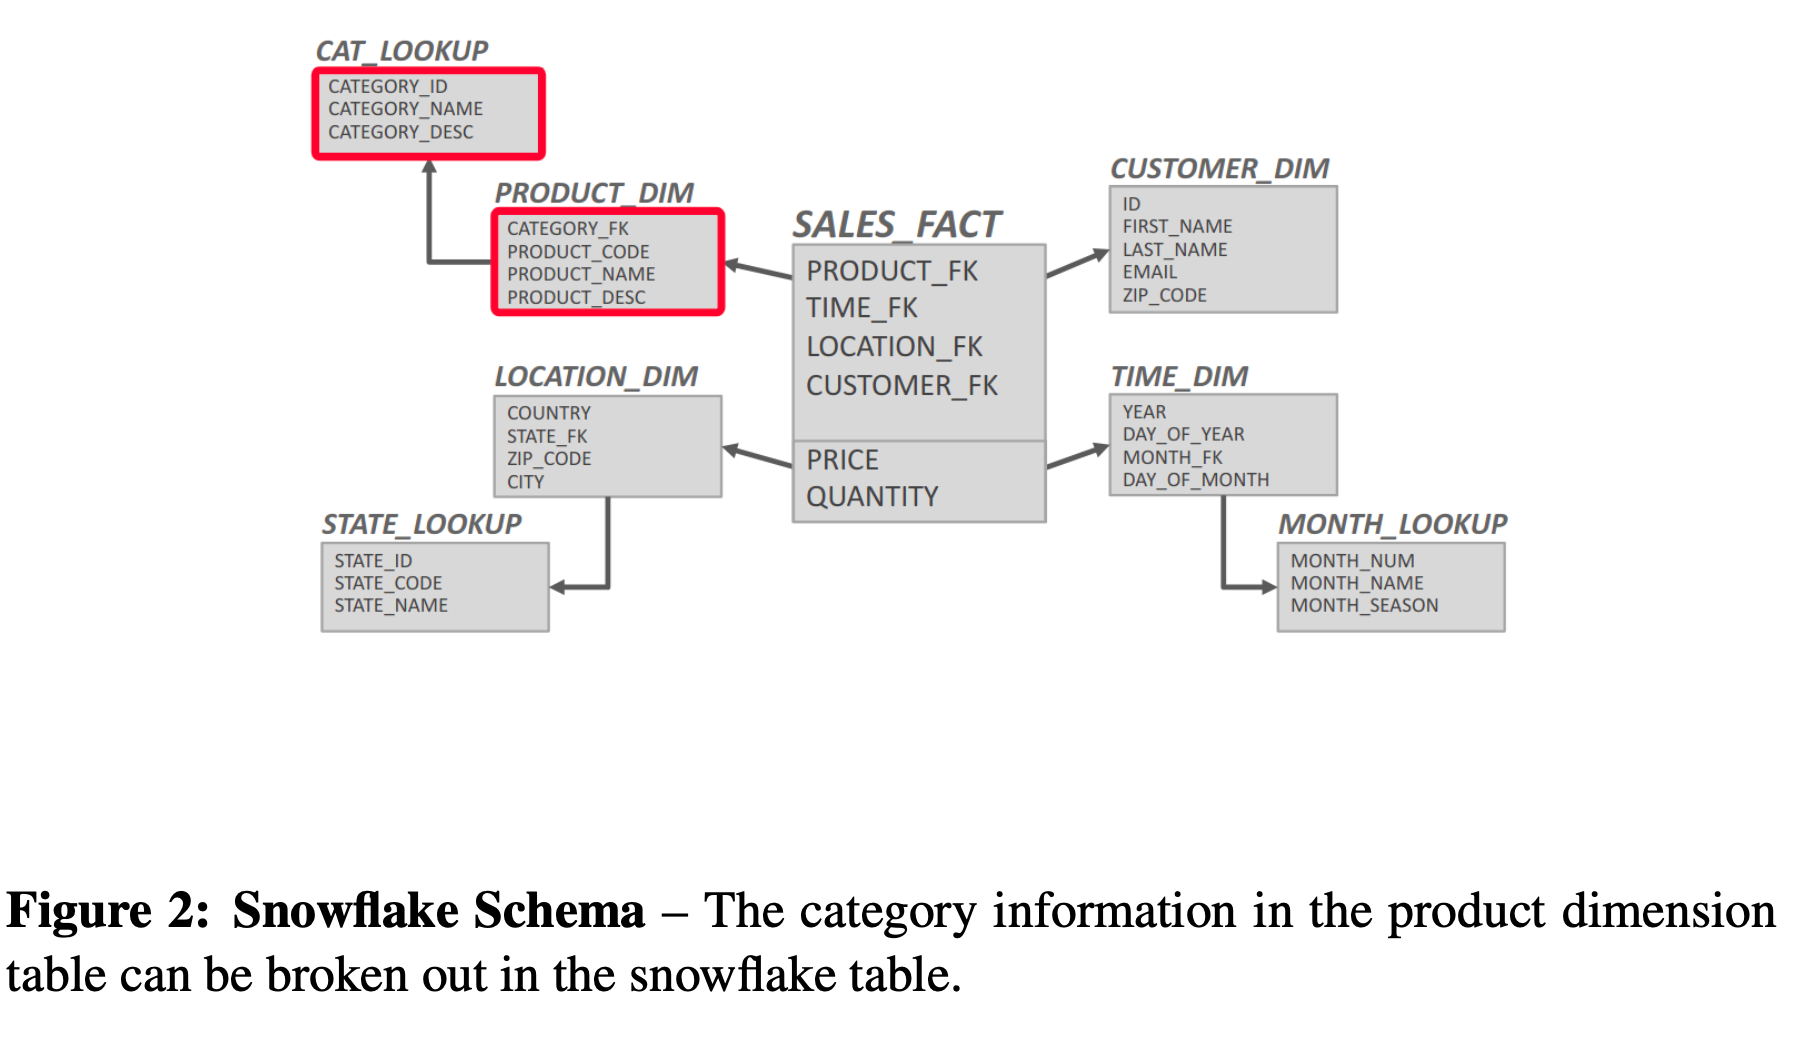 CAT_LOOKUP
CATEGORY_ID
CATEGORY_NAME
CATEGORY_DESC
PRODUCT_DIM
CATEGORY_FK
PRODUCT_CODE
PRODUCT_NAME
PRODUCT_DESC
SALES_FACT
PRODUCT_FK
TIME_FK
LOCATION_FK
CUSTOMER_FK
PRICE
QUANTITY
CUSTOMER_DIM
ID
FIRST_NAME
LAST_NAME
EMAIL
ZIP_CODE
LOCATION_DIM
COUNTRY
STATE_FK
ZIP_CODE
CITY
TIME_DIM
YEAR
DAY_OF_YEAR
MONTH_FK
DAY_OF_MONTH
STATE_LOOKUP
STATE_ID
STATE_CODE
STATE_NAME
MONTH_LOOKUP
MONTH_NUM
MONTH_NAME
MONTH_SEASON
Figure 2: Snowflake Schema – The category information in the product dimension
table can be broken out in the snowflake table.